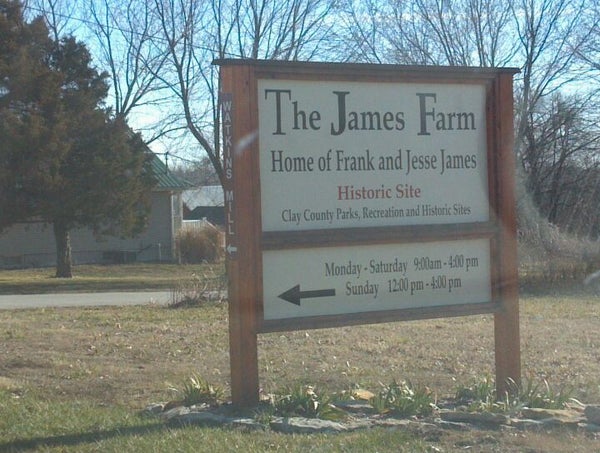 The James Farm
Home of Frank and Jesse James
Historic Site
Clay County Parks, Recreation and Historic Sites
Monday - Saturday 9:00am - 4:00 pm
Sunday 12:00 pm - 4:00 pm
WATKINS MILL